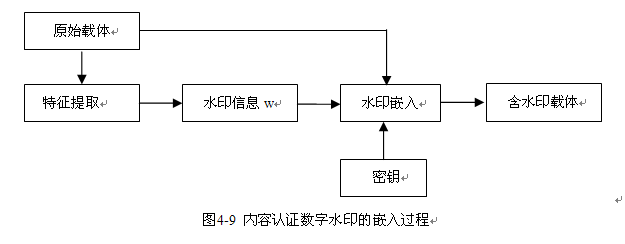 原始载体
特征提取
水印信息 w
水印嵌入
含水印载体
密钥
图4-9 内容认证数字水印的嵌入过程